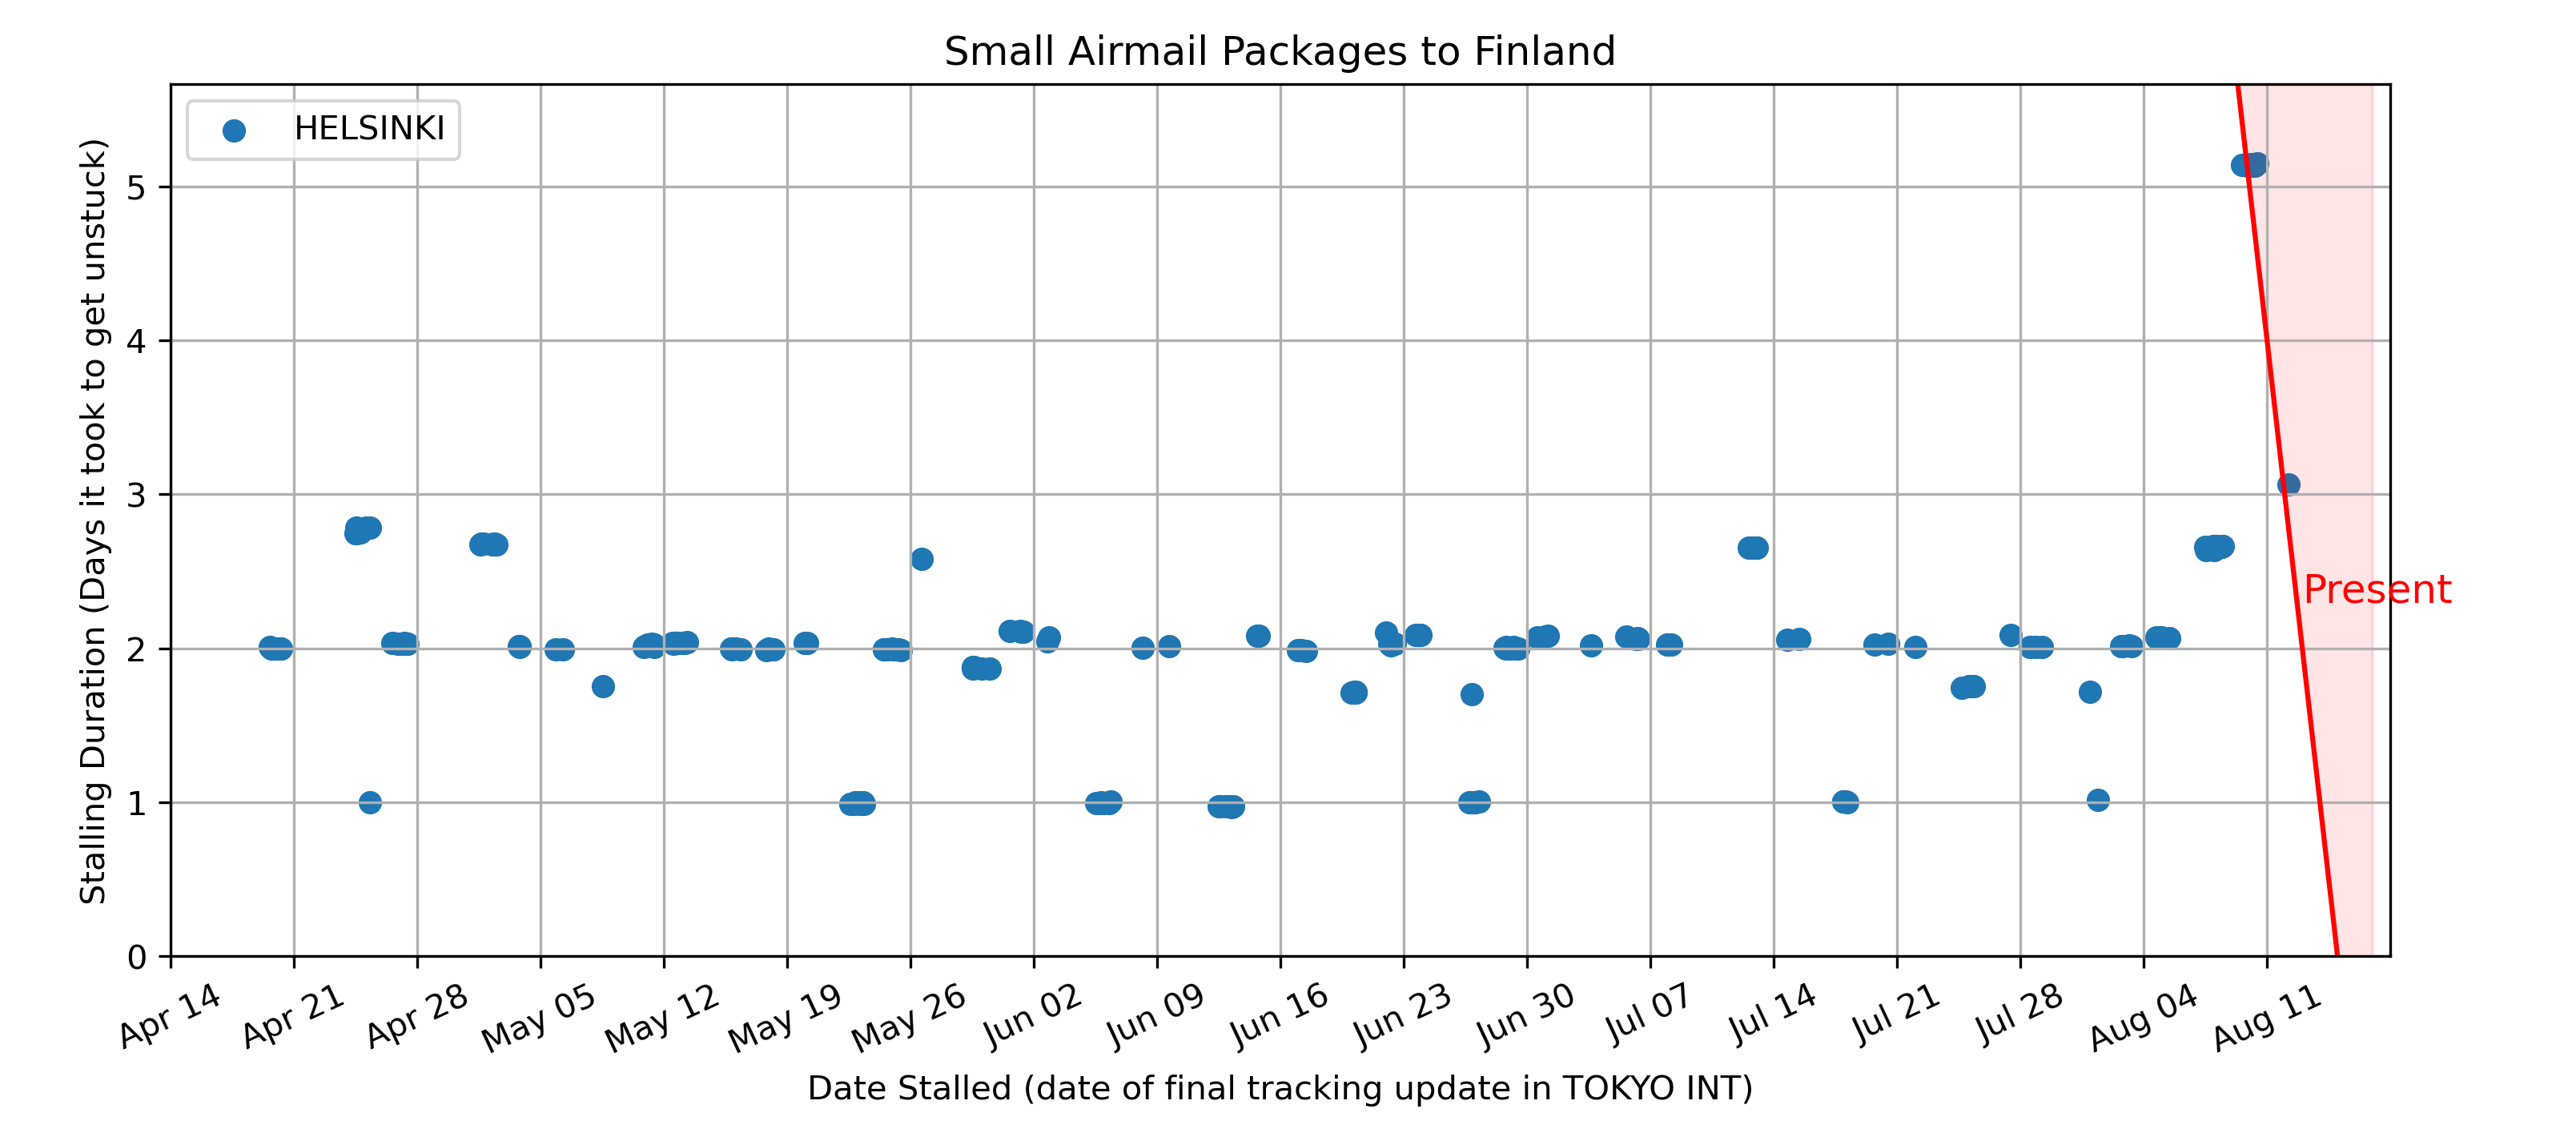 Small Airmail Packages to Finland
HELSINKI
Stalling Duration (Days it took to get unstuck)
5
4
3
2
1
0
Present
Apr 14
Apr 21
Apr 28
May 05
May 12
May 19
May 26
Jun 02
Jun 09
Jun 16
Jun 23
Jun 30
Jul 07
Jul 14
Jul 21
Jul 28
Aug 04
Aug 11
Date Stalled (date of final tracking update in TOKYO INT)